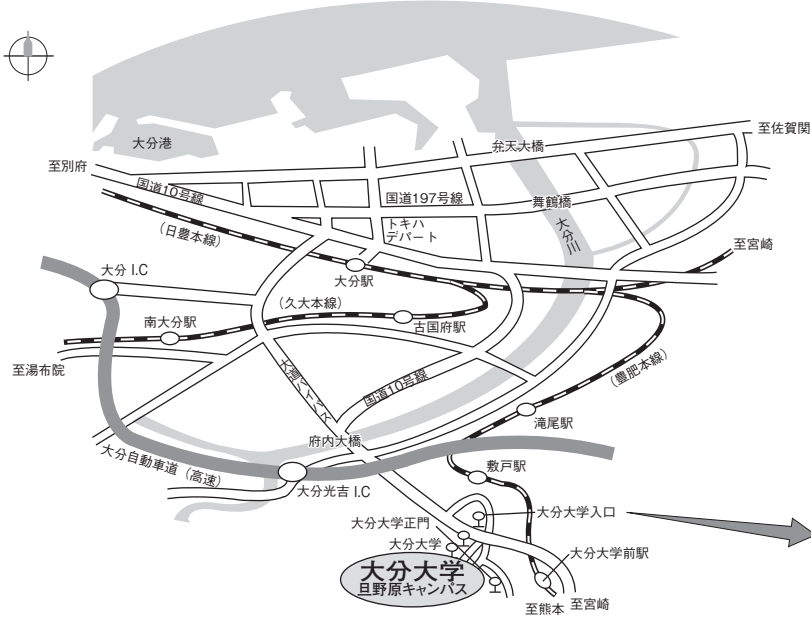 大分港
至別府
国道10号線
弁天大橋
至佐賀関
国道197号線
舞鶴橋
トキハ
デパート
大分川
(日豊本線)
至宮崎
大分 I.C
大分駅
(久大本線)
南大分駅
古国府駅
至湯布院
大道バイパス
国道10号線
(豊肥本線)
滝尾駅
府内大橋
大分自動車道(高速)
敷戸駅
大分光吉 I.C
大分大学入口
大分大学正門
大分大学
大分大学前駅
大分大学
旦野原キャンパス
至熊本
至宮崎